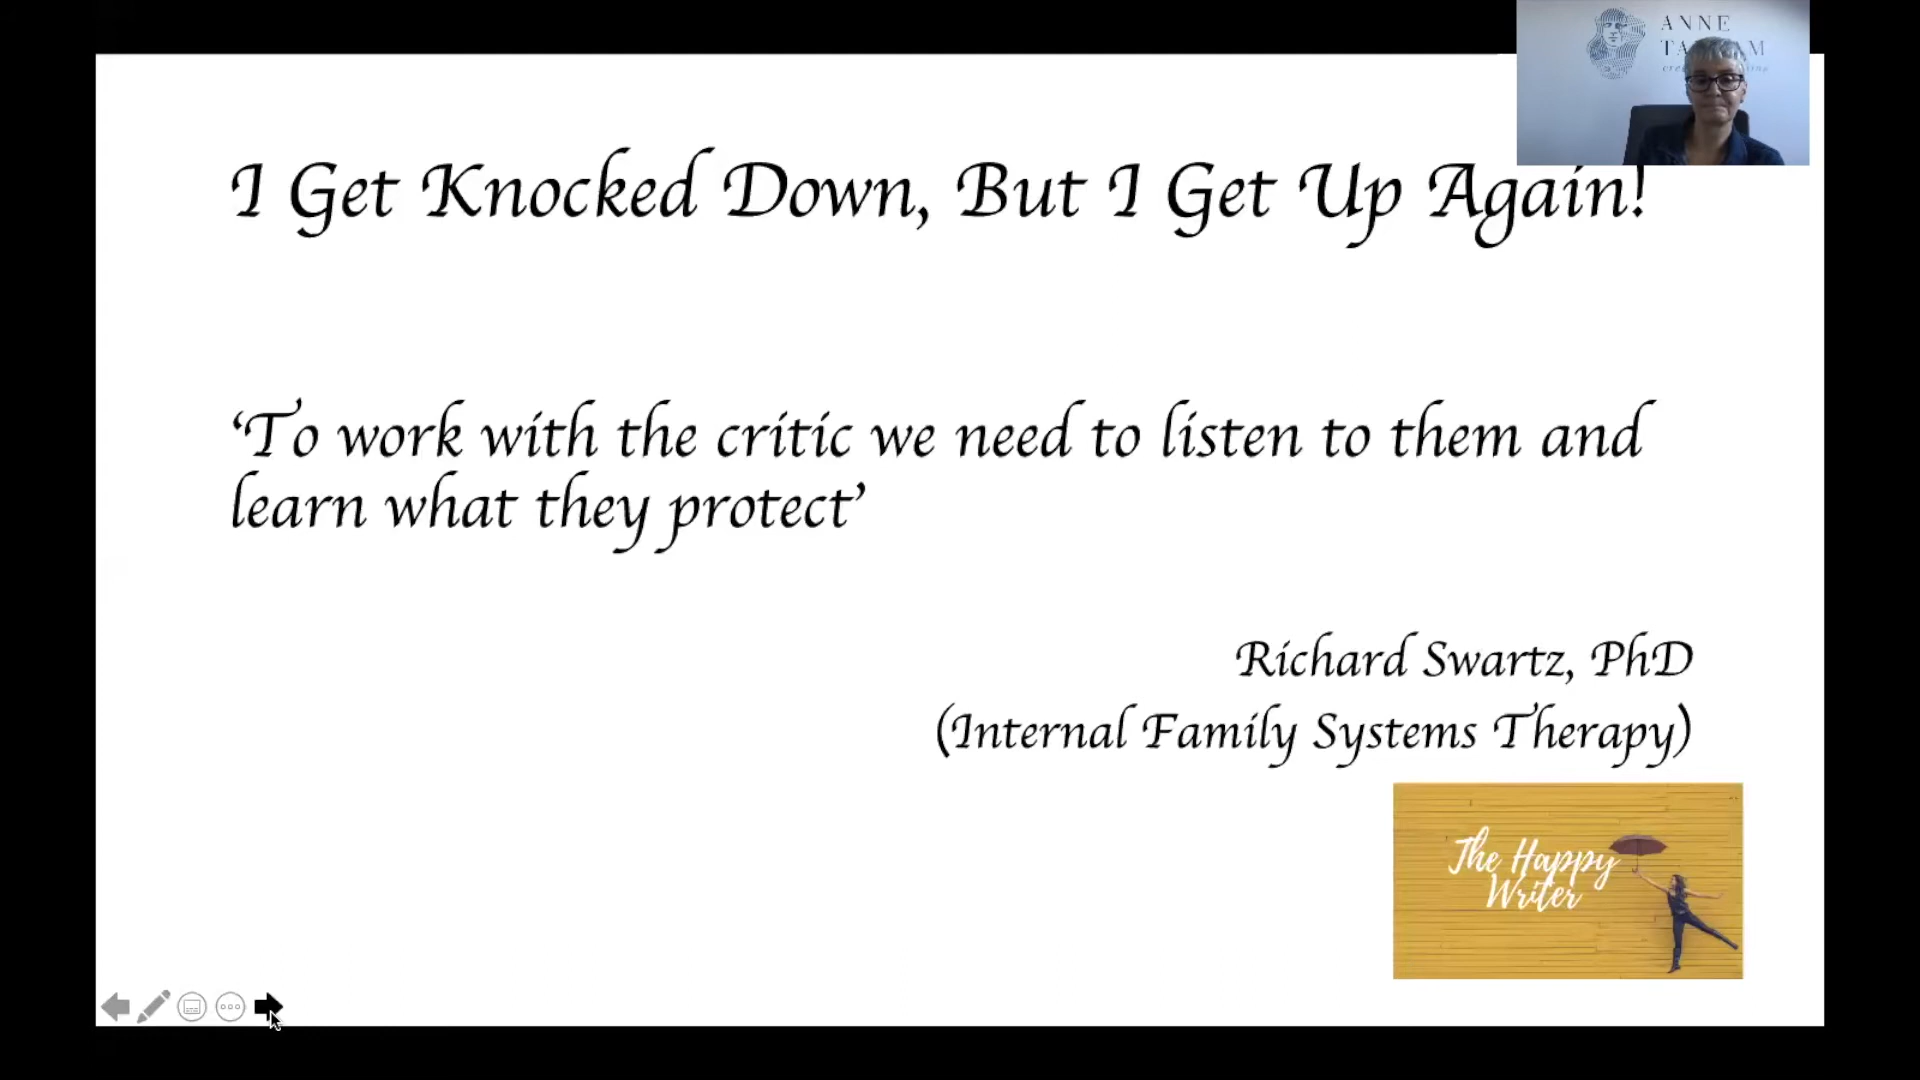 ANNE
I Get Knocked Down, But I Get Up Again!
‘To work with the critic we need to listen to them and
learn what they protect’
Richard Swartz, PhD
(Internal Family Systems Therapy)
The Happy
Writer